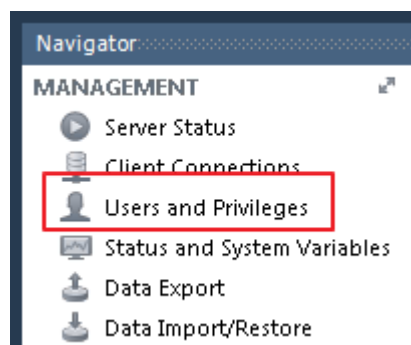 Navigator
MANAGEMENT
Server Status
Client Connections
Users and Privileges
Status and System Variables
Data Export
Data Import/Restore